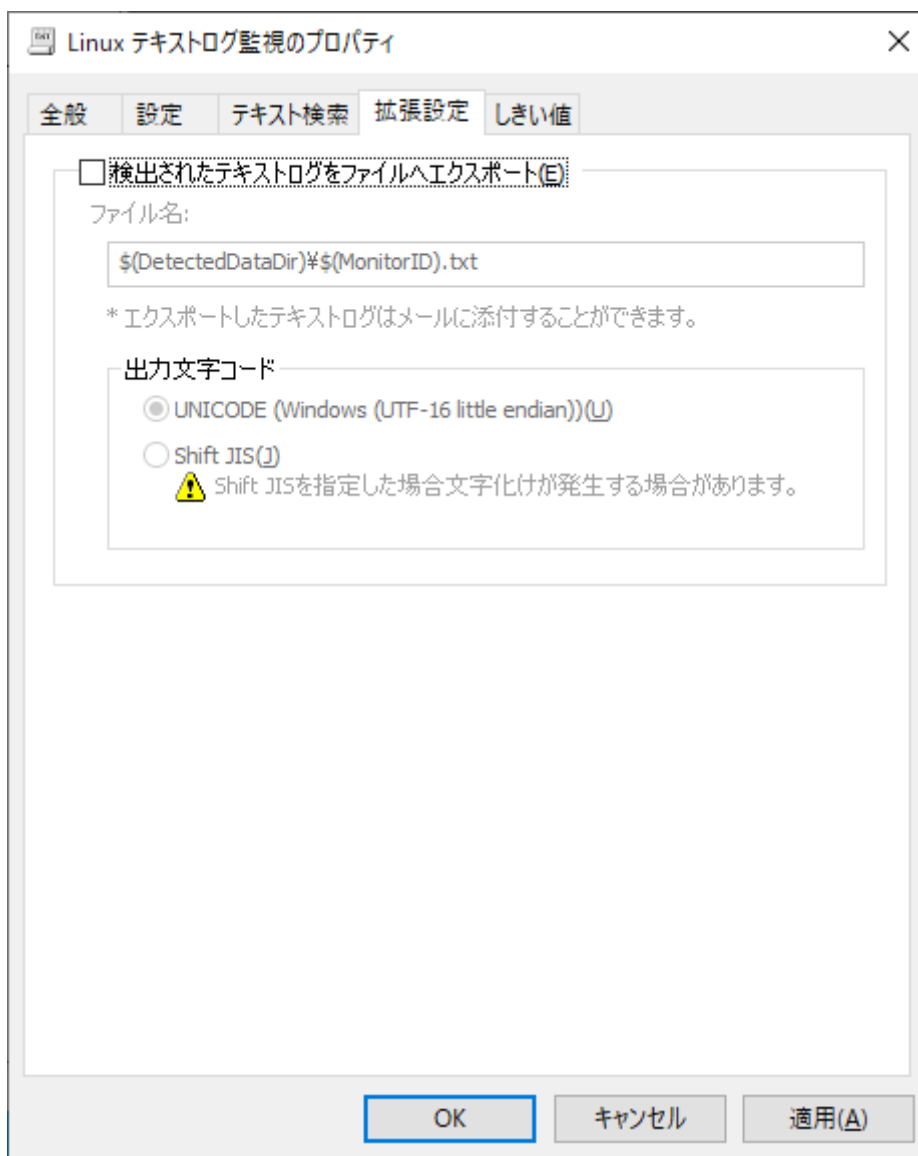 Linux テキストログ監視のプロパティ
全般 設定 テキスト検索 拡張設定 しきい値
検出されたテキストログをファイルへエクスポート(E)
ファイル名:
$(DetectedDataDir)¥$(MonitorID).txt
* エクスポートしたテキストログはメールに添付することができます。
出力文字コード
UNICODE (Windows (UTF-16 little endian))(U)
Shift JIS(J)
Shift JISを指定した場合文字化けが発生する場合があります。
OK キャンセル 適用(A)